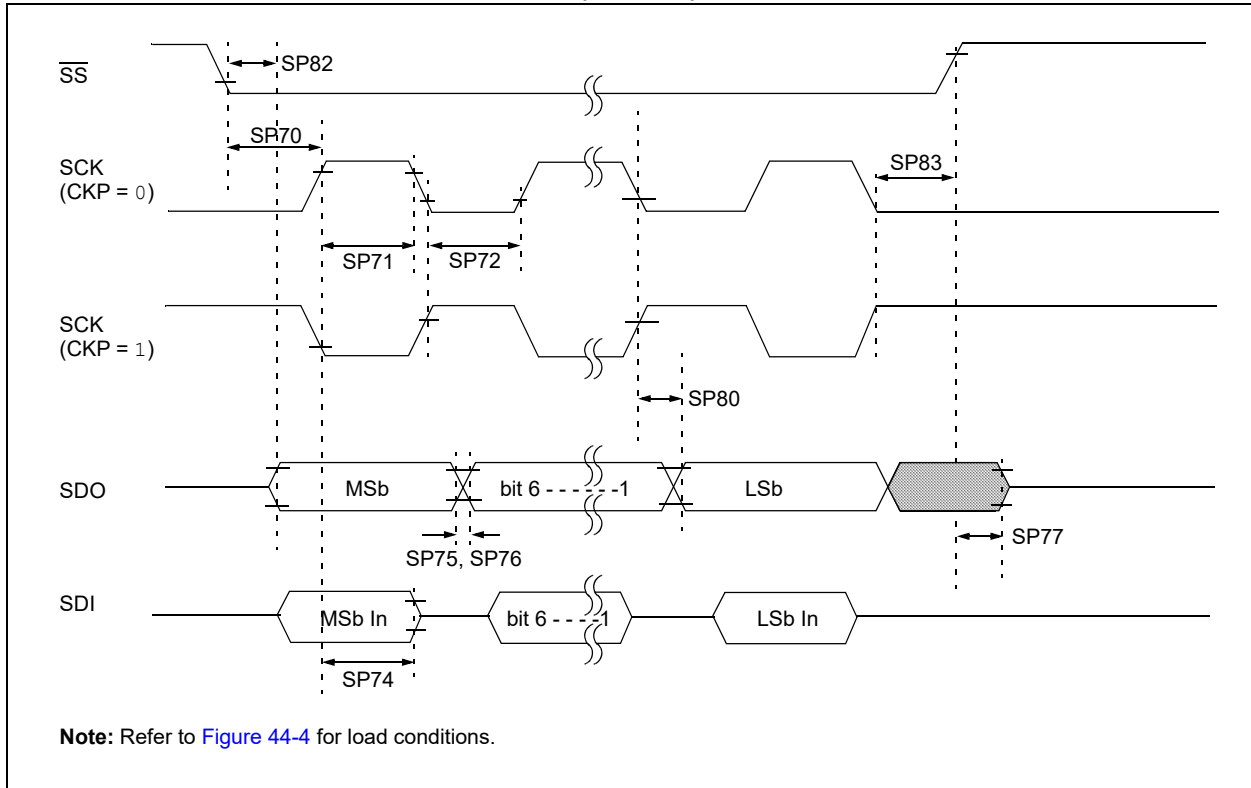 SS
SP82
SP70
SCK
(CKP = 0)
SP83
SP71
SP72
SCK
(CKP = 1)
SP80
SDO
MSb
bit 6 - - - - - -1
LSb
SP77
SP75, SP76
SDI
MSb In
bit 6 - - - -1
LSb In
SP74
Note: Refer to Figure 44-4 for load conditions.